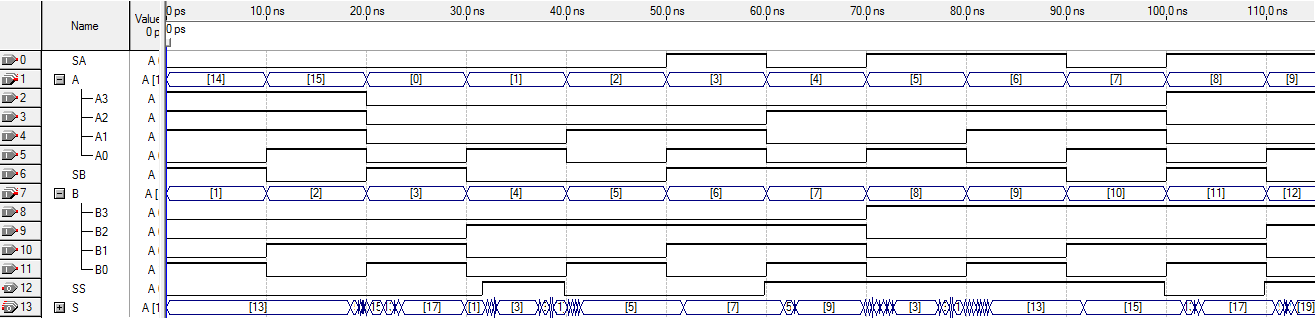 Name Value 0 p
0 ps 10.0 ns 20.0 ns 30.0 ns 40.0 ns 50.0 ns 60.0 ns 70.0 ns 80.0 ns 90.0 ns 100.0 ns 110.0 ns
0 ps
0 SA A
1 A A [1 [14] [15] [0] [1] [2] [3] [4] [5] [6] [7] [8] [9]
2 A3 A
3 A2 A
4 A1 A
5 A0 A
6 SB A
7 B A [ [1] [2] [3] [4] [5] [6] [7] [8] [9] [10] [11] [12]
8 B3 A
9 B2 A
10 B1 A
11 B0 A
12 SS A
13 S A [1 [13] [17] [1] [3] [5] [7] [9] [3] [13] [15] [17] [19]